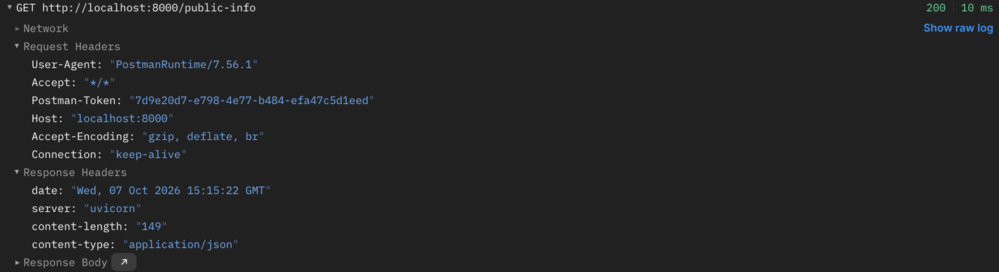 GET http://localhost:8000/public-info 200 10 ms
Network Show raw log
Request Headers
User-Agent: "PostmanRuntime/7.56.1"
Accept: "*/*"
Postman-Token: "7d9e20d7-e798-4e77-b484-efa47c5d1eed"
Host: "localhost:8000"
Accept-Encoding: "gzip, deflate, br"
Connection: "keep-alive"
Response Headers
date: "Wed, 07 Oct 2026 15:15:22 GMT"
server: "uvicorn"
content-length: "149"
content-type: "application/json"
Response Body